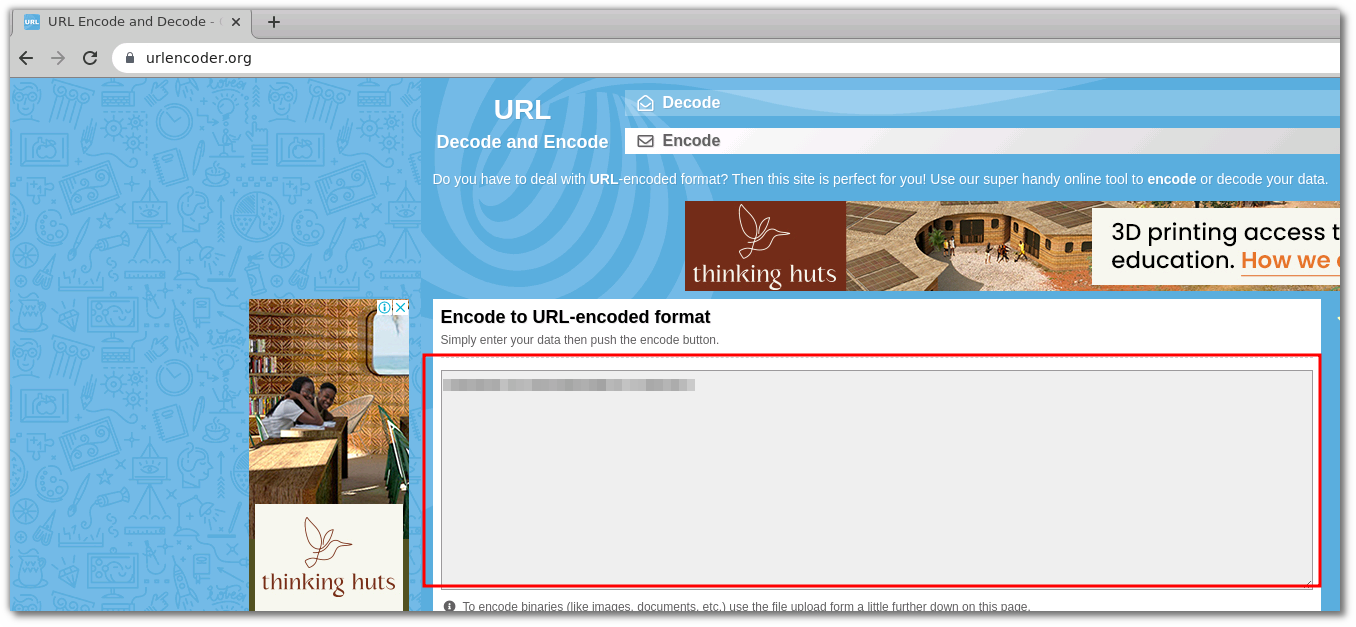 URL URL Encode and Decode -
urlencoder.org
URL
Decode and Encode
Decode
Encode
Do you have to deal with URL-encoded format? Then this site is perfect for you! Use our super handy online tool to encode or decode your data.
thinking huts
3D printing access t
education. How we
Encode to URL-encoded format
Simply enter your data then push the encode button.
thinking huts
To encode binaries (like images, documents, etc.) use the file upload form a little further down on this page.